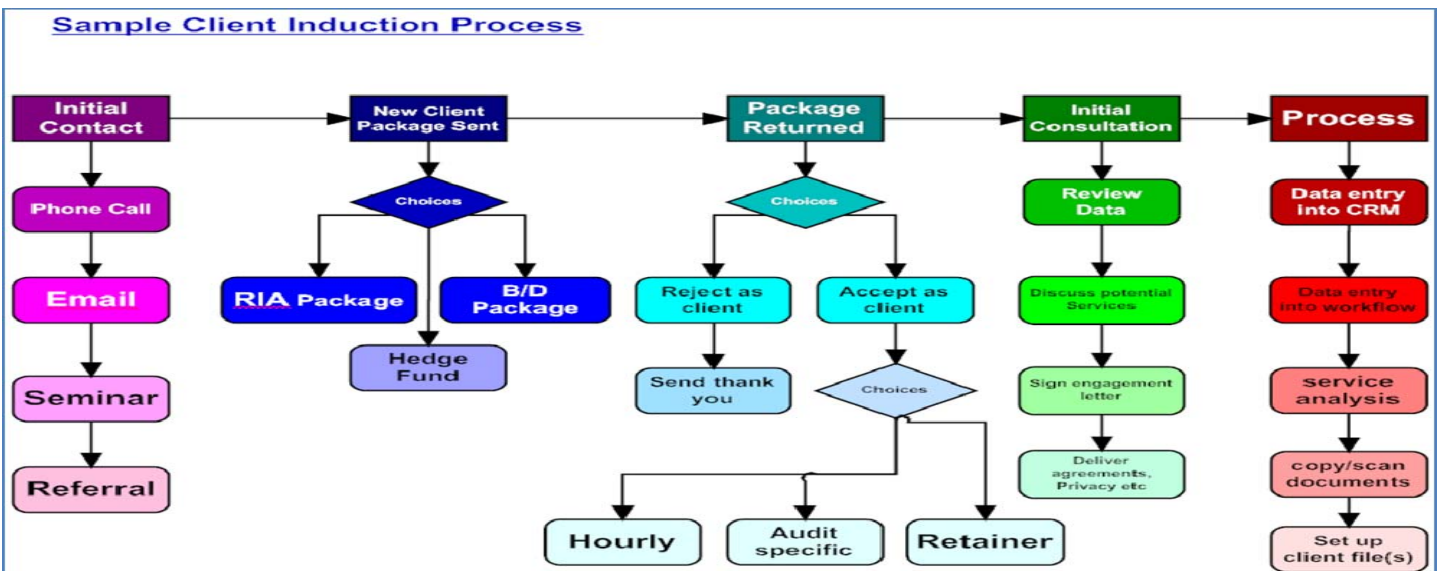 Sample Client Induction Process
Initial
Contact
New Client
Package Sent
Package
Returned
Initial
Consultation
Process
Phone Call
Email
Seminar
Referral
Choices
RIA Package
B/D
Package
Hedge
Fund
Choices
Reject as
client
Accept as
client
Send thank
you
Choices
Hourly
Audit
specific
Retainer
Review
Data
Discuss potential
Services
Sign engagement
letter
Deliver
agreements,
Privacy etc
Data entry
into CRM
Data entry
into workflow
service
analysis
copy/scan
documents
Set up
client file(s)